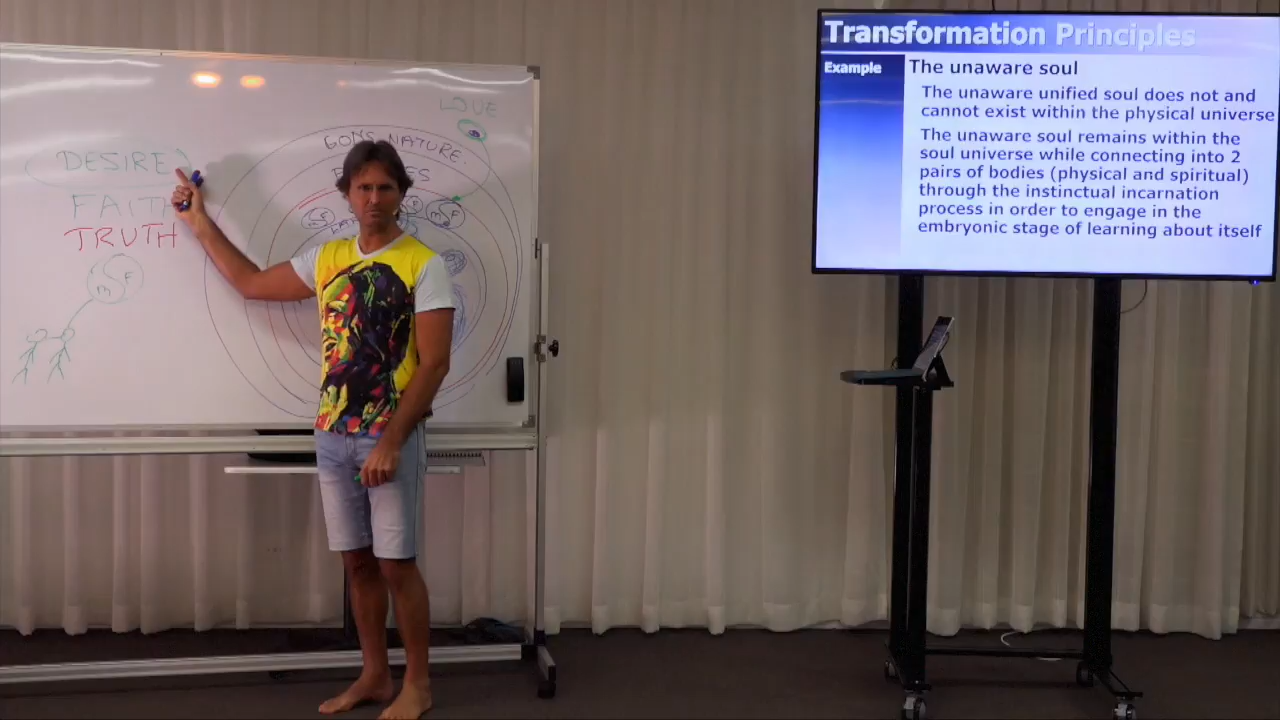 DESIRE
FAITH
TRUTH
m F
LOVE
GOD'S NATURE.
m F
F
m F
Transformation Principles
Example
The unaware soul
The unaware unified soul does not and
cannot exist within the physical universe
The unaware soul remains within the
soul universe while connecting into 2
pairs of bodies (physical and spiritual)
through the instinctual incarnation
process in order to engage in the
embryonic stage of learning about itself